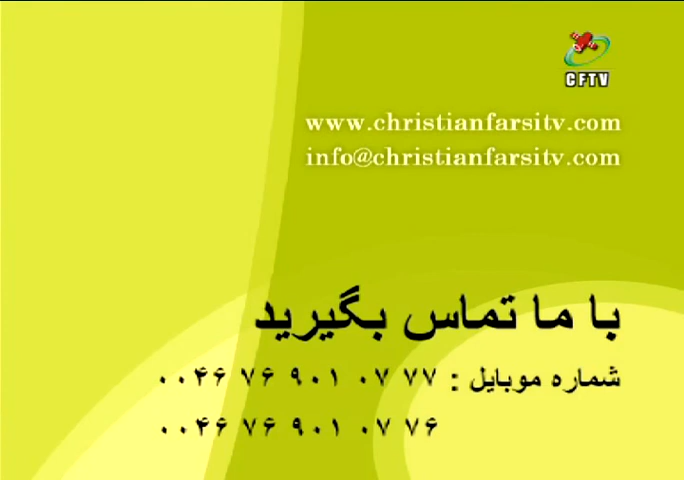 CFTV
www.christianfarsitv.com
info@christianfarsitv.com
با ما تماس بگیرید
شماره موبایل : ۰۰۴۶ ۷۶ ۹۰۱ ۰۷ ۷۷
۰۰۴۶ ۷۶ ۹۰۱ ۰۷ ۷۶